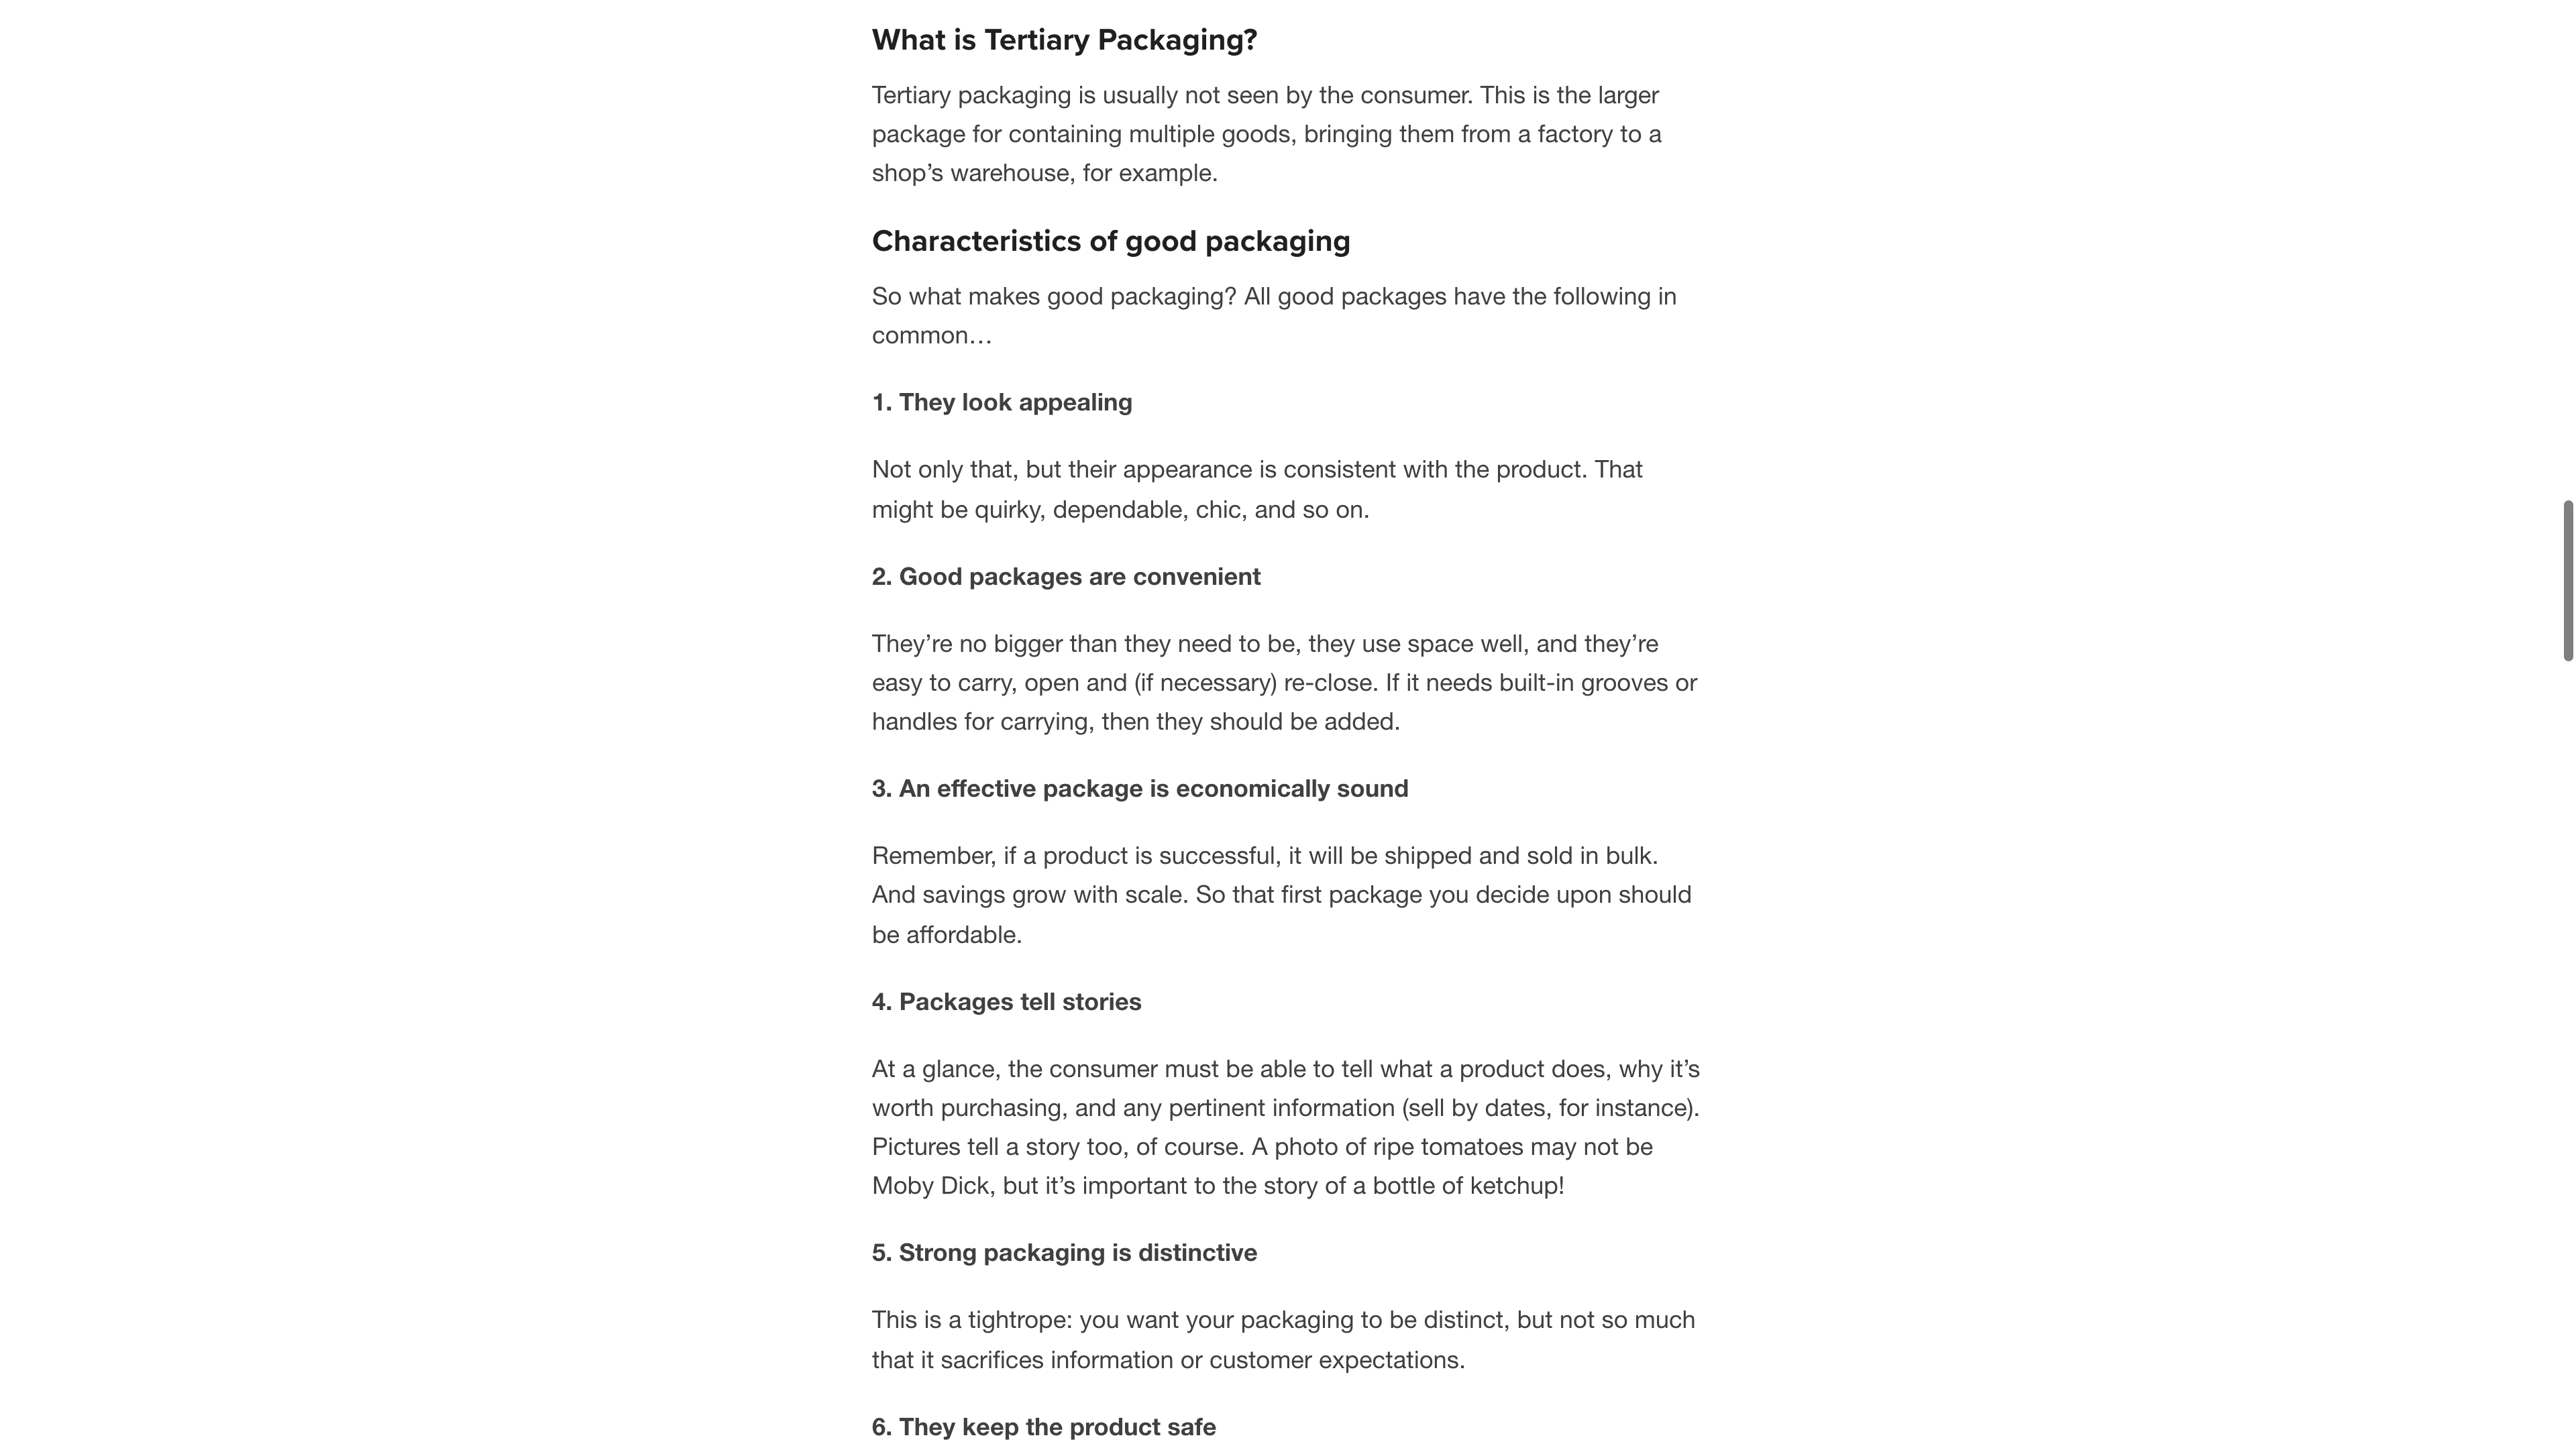 What is Tertiary Packaging?
Tertiary packaging is usually not seen by the consumer. This is the larger
package for containing multiple goods, bringing them from a factory to a
shop’s warehouse, for example.
Characteristics of good packaging
So what makes good packaging? All good packages have the following in
common…
1. They look appealing
Not only that, but their appearance is consistent with the product. That
might be quirky, dependable, chic, and so on.
2. Good packages are convenient
They’re no bigger than they need to be, they use space well, and they’re
easy to carry, open and (if necessary) re-close. If it needs built-in grooves or
handles for carrying, then they should be added.
3. An effective package is economically sound
Remember, if a product is successful, it will be shipped and sold in bulk.
And savings grow with scale. So that first package you decide upon should
be affordable.
4. Packages tell stories
At a glance, the consumer must be able to tell what a product does, why it’s
worth purchasing, and any pertinent information (sell by dates, for instance).
Pictures tell a story too, of course. A photo of ripe tomatoes may not be
Moby Dick, but it’s important to the story of a bottle of ketchup!
5. Strong packaging is distinctive
This is a tightrope: you want your packaging to be distinct, but not so much
that it sacrifices information or customer expectations.
6. They keep the product safe